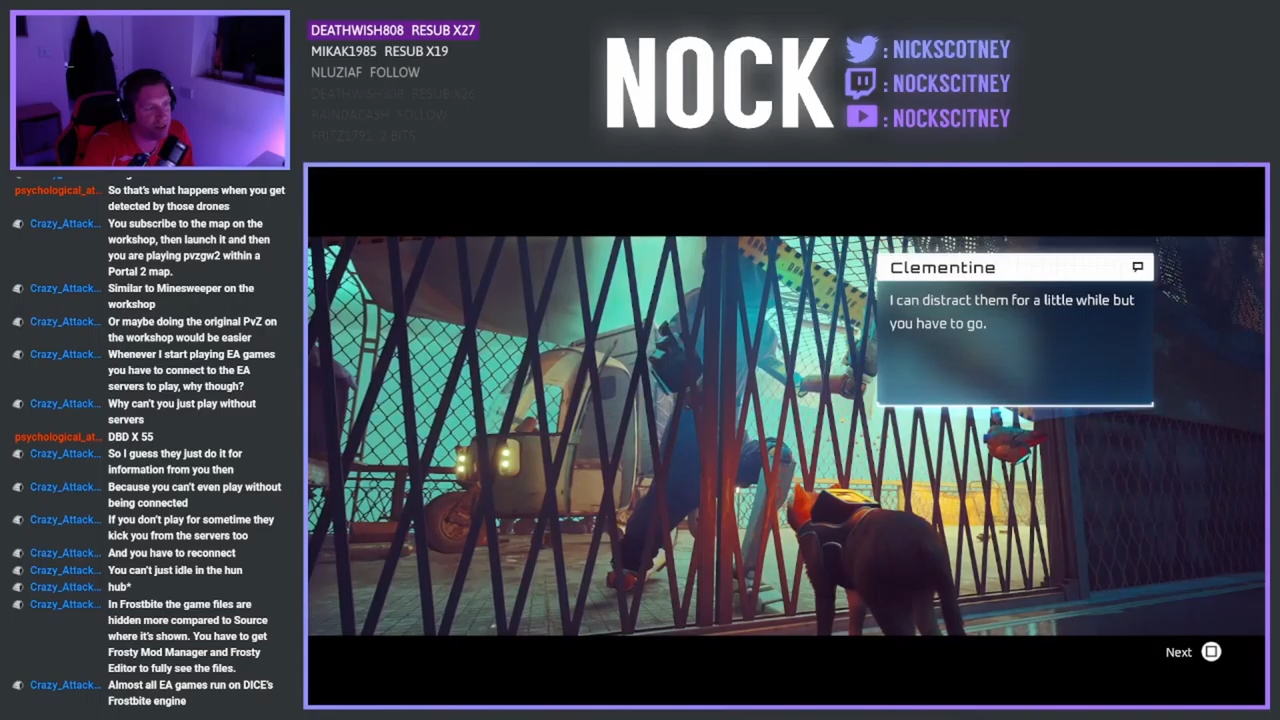 DEATHWISH808 RESUB X27
MIKAK1985 RESUB X19
NLUZIAF FOLLOW
DEATHWISH808 RESUB X26
RAINDACASH FOLLOW
FRITZ1791 2 BITS
NOCK
: NICKSCOTNEY
: NOCKSCITNEY
: NOCKSCITNEY
psychological_at... So that's what happens when you get
detected by those drones
Crazy_Attack... You subscribe to the map on the
workshop, then launch it and then
you are playing pvzgw2 within a
Portal 2 map.
Crazy_Attack... Similar to Minesweeper on the
workshop
Crazy_Attack... Or maybe doing the original PvZ on
the workshop would be easier
Crazy_Attack... Whenever I start playing EA games
you have to connect to the EA
servers to play, why though?
Crazy_Attack... Why can't you just play without
servers
psychological_at... DBD X 55
Crazy_Attack... So I guess they just do it for
information from you then
Crazy_Attack... Because you can't even play without
being connected
Crazy_Attack... If you don't play for sometime they
kick you from the servers too
Crazy_Attack... And you have to reconnect
Crazy_Attack... You can't just idle in the hun
Crazy_Attack... hub*
Crazy_Attack... In Frostbite the game files are
hidden more compared to Source
where it's shown. You have to get
Frosty Mod Manager and Frosty
Editor to fully see the files.
Crazy_Attack... Almost all EA games run on DICE's
Frostbite engine
Clementine
I can distract them for a little while but
you have to go.
Next